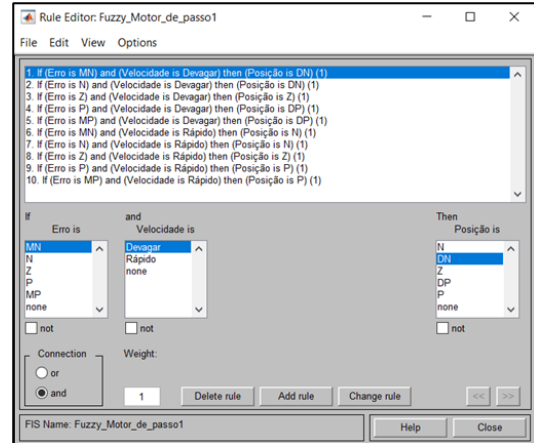 Rule Editor: Fuzzy_Motor_de_passo1
File Edit View Options
1. If (Erro is MN) and (Velocidade is Devagar) then (Posição is DN) (1)
2. If (Erro is N) and (Velocidade is Devagar) then (Posição is DN) (1)
3. If (Erro is Z) and (Velocidade is Devagar) then (Posição is Z) (1)
4. If (Erro is P) and (Velocidade is Devagar) then (Posição is DP) (1)
5. If (Erro is MP) and (Velocidade is Devagar) then (Posição is DP) (1)
6. If (Erro is MN) and (Velocidade is Rápido) then (Posição is N) (1)
7. If (Erro is N) and (Velocidade is Rápido) then (Posição is N) (1)
8. If (Erro is Z) and (Velocidade is Rápido) then (Posição is Z) (1)
9. If (Erro is P) and (Velocidade is Rápido) then (Posição is P) (1)
10. If (Erro is MP) and (Velocidade is Rápido) then (Posição is P) (1)
If and Then
Erro is Velocidade is Posição is
MN Devagar N
N Rápido DN
Z none Z
P DP
MP P
none none
not not not
Connection Weight:
or
and 1 Delete rule Add rule Change rule << >>
FIS Name: Fuzzy_Motor_de_passo1 Help Close